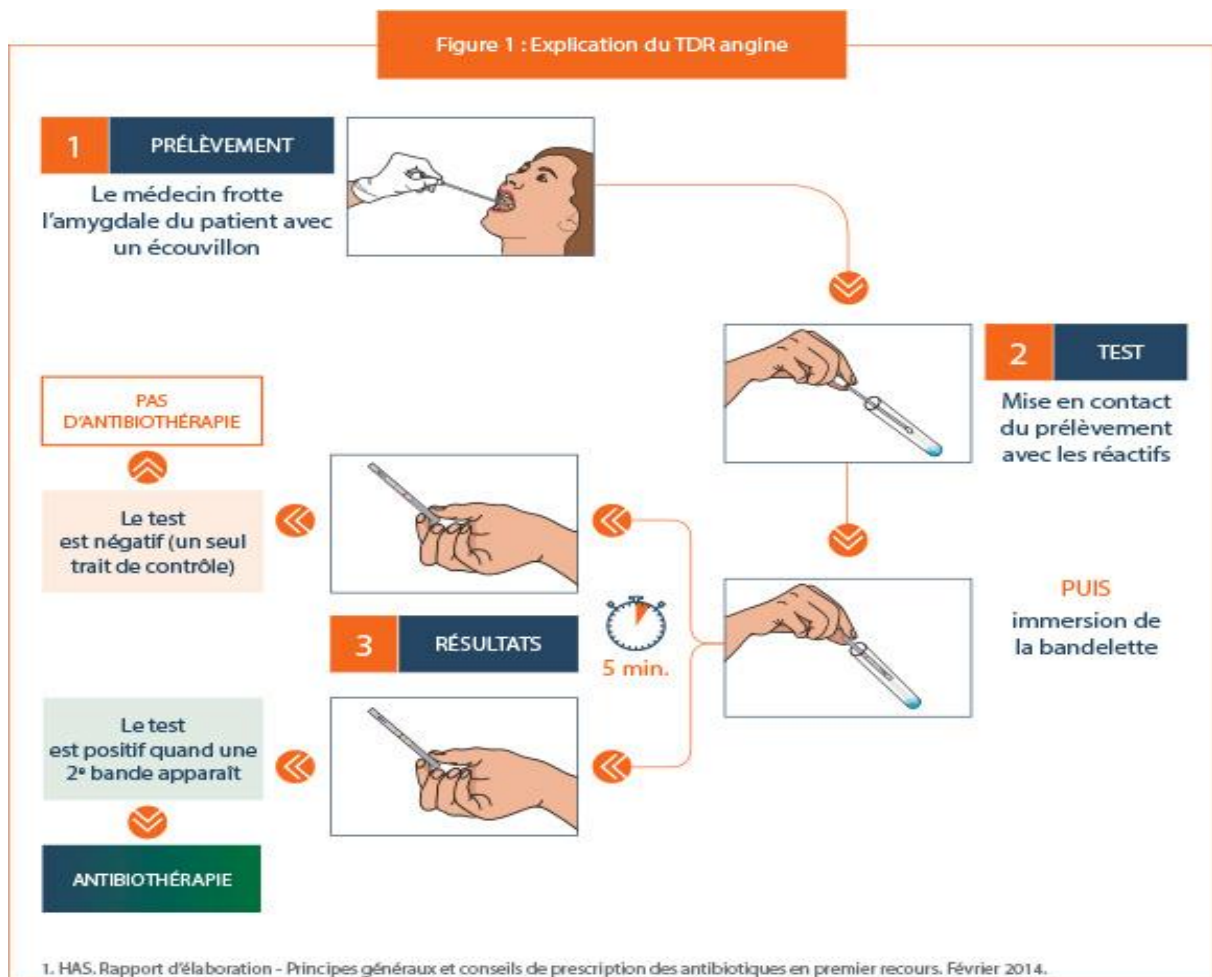 Figure 1 : Explication du TDR angine
1
PRÉLÈVEMENT
Le médecin frotte
l'amygdale du patient avec
un écouvillon
2
TEST
Mise en contact
du prélèvement
avec les réactifs
PUIS
immersion de
la bandelette
5 min.
3
RÉSULTATS
PAS
D'ANTIBIOTHÉRAPIE
Le test
est négatif (un seul
trait de contrôle)
Le test
est positif quand une
2e bande apparaît
ANTIBIOTHÉRAPIE
1. HAS. Rapport d'élaboration - Principes généraux et conseils de prescription des antibiotiques en premier recours. Février 2014.